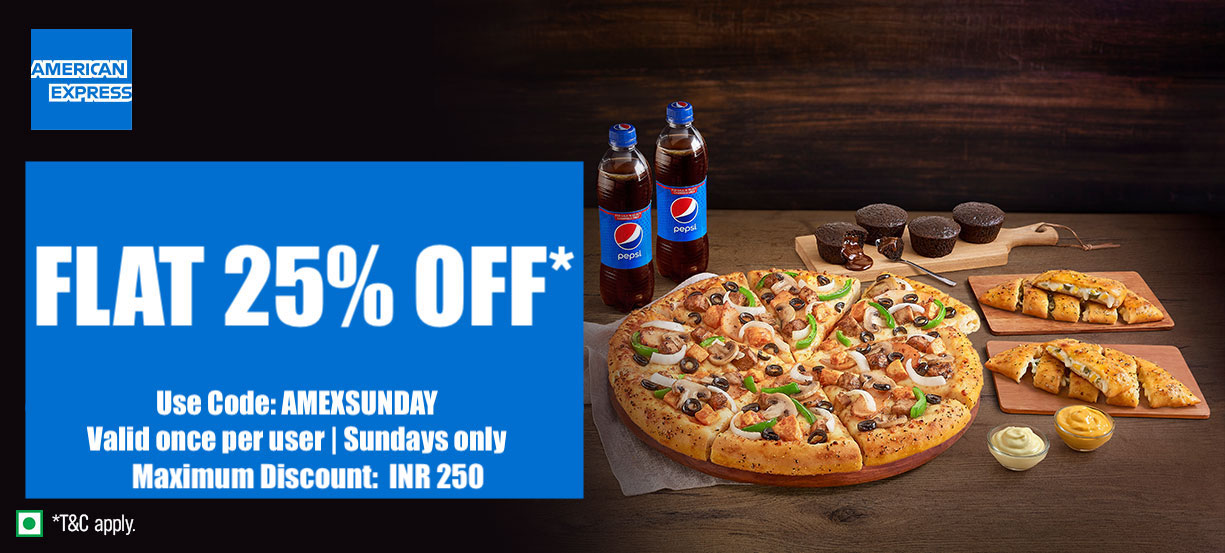 AMERICAN
EXPRESS
FLAT 25% OFF*
Use Code: AMEXSUNDAY
Valid once per user | Sundays only
Maximum Discount: INR 250
*T&C apply.
pepsi
pepsi